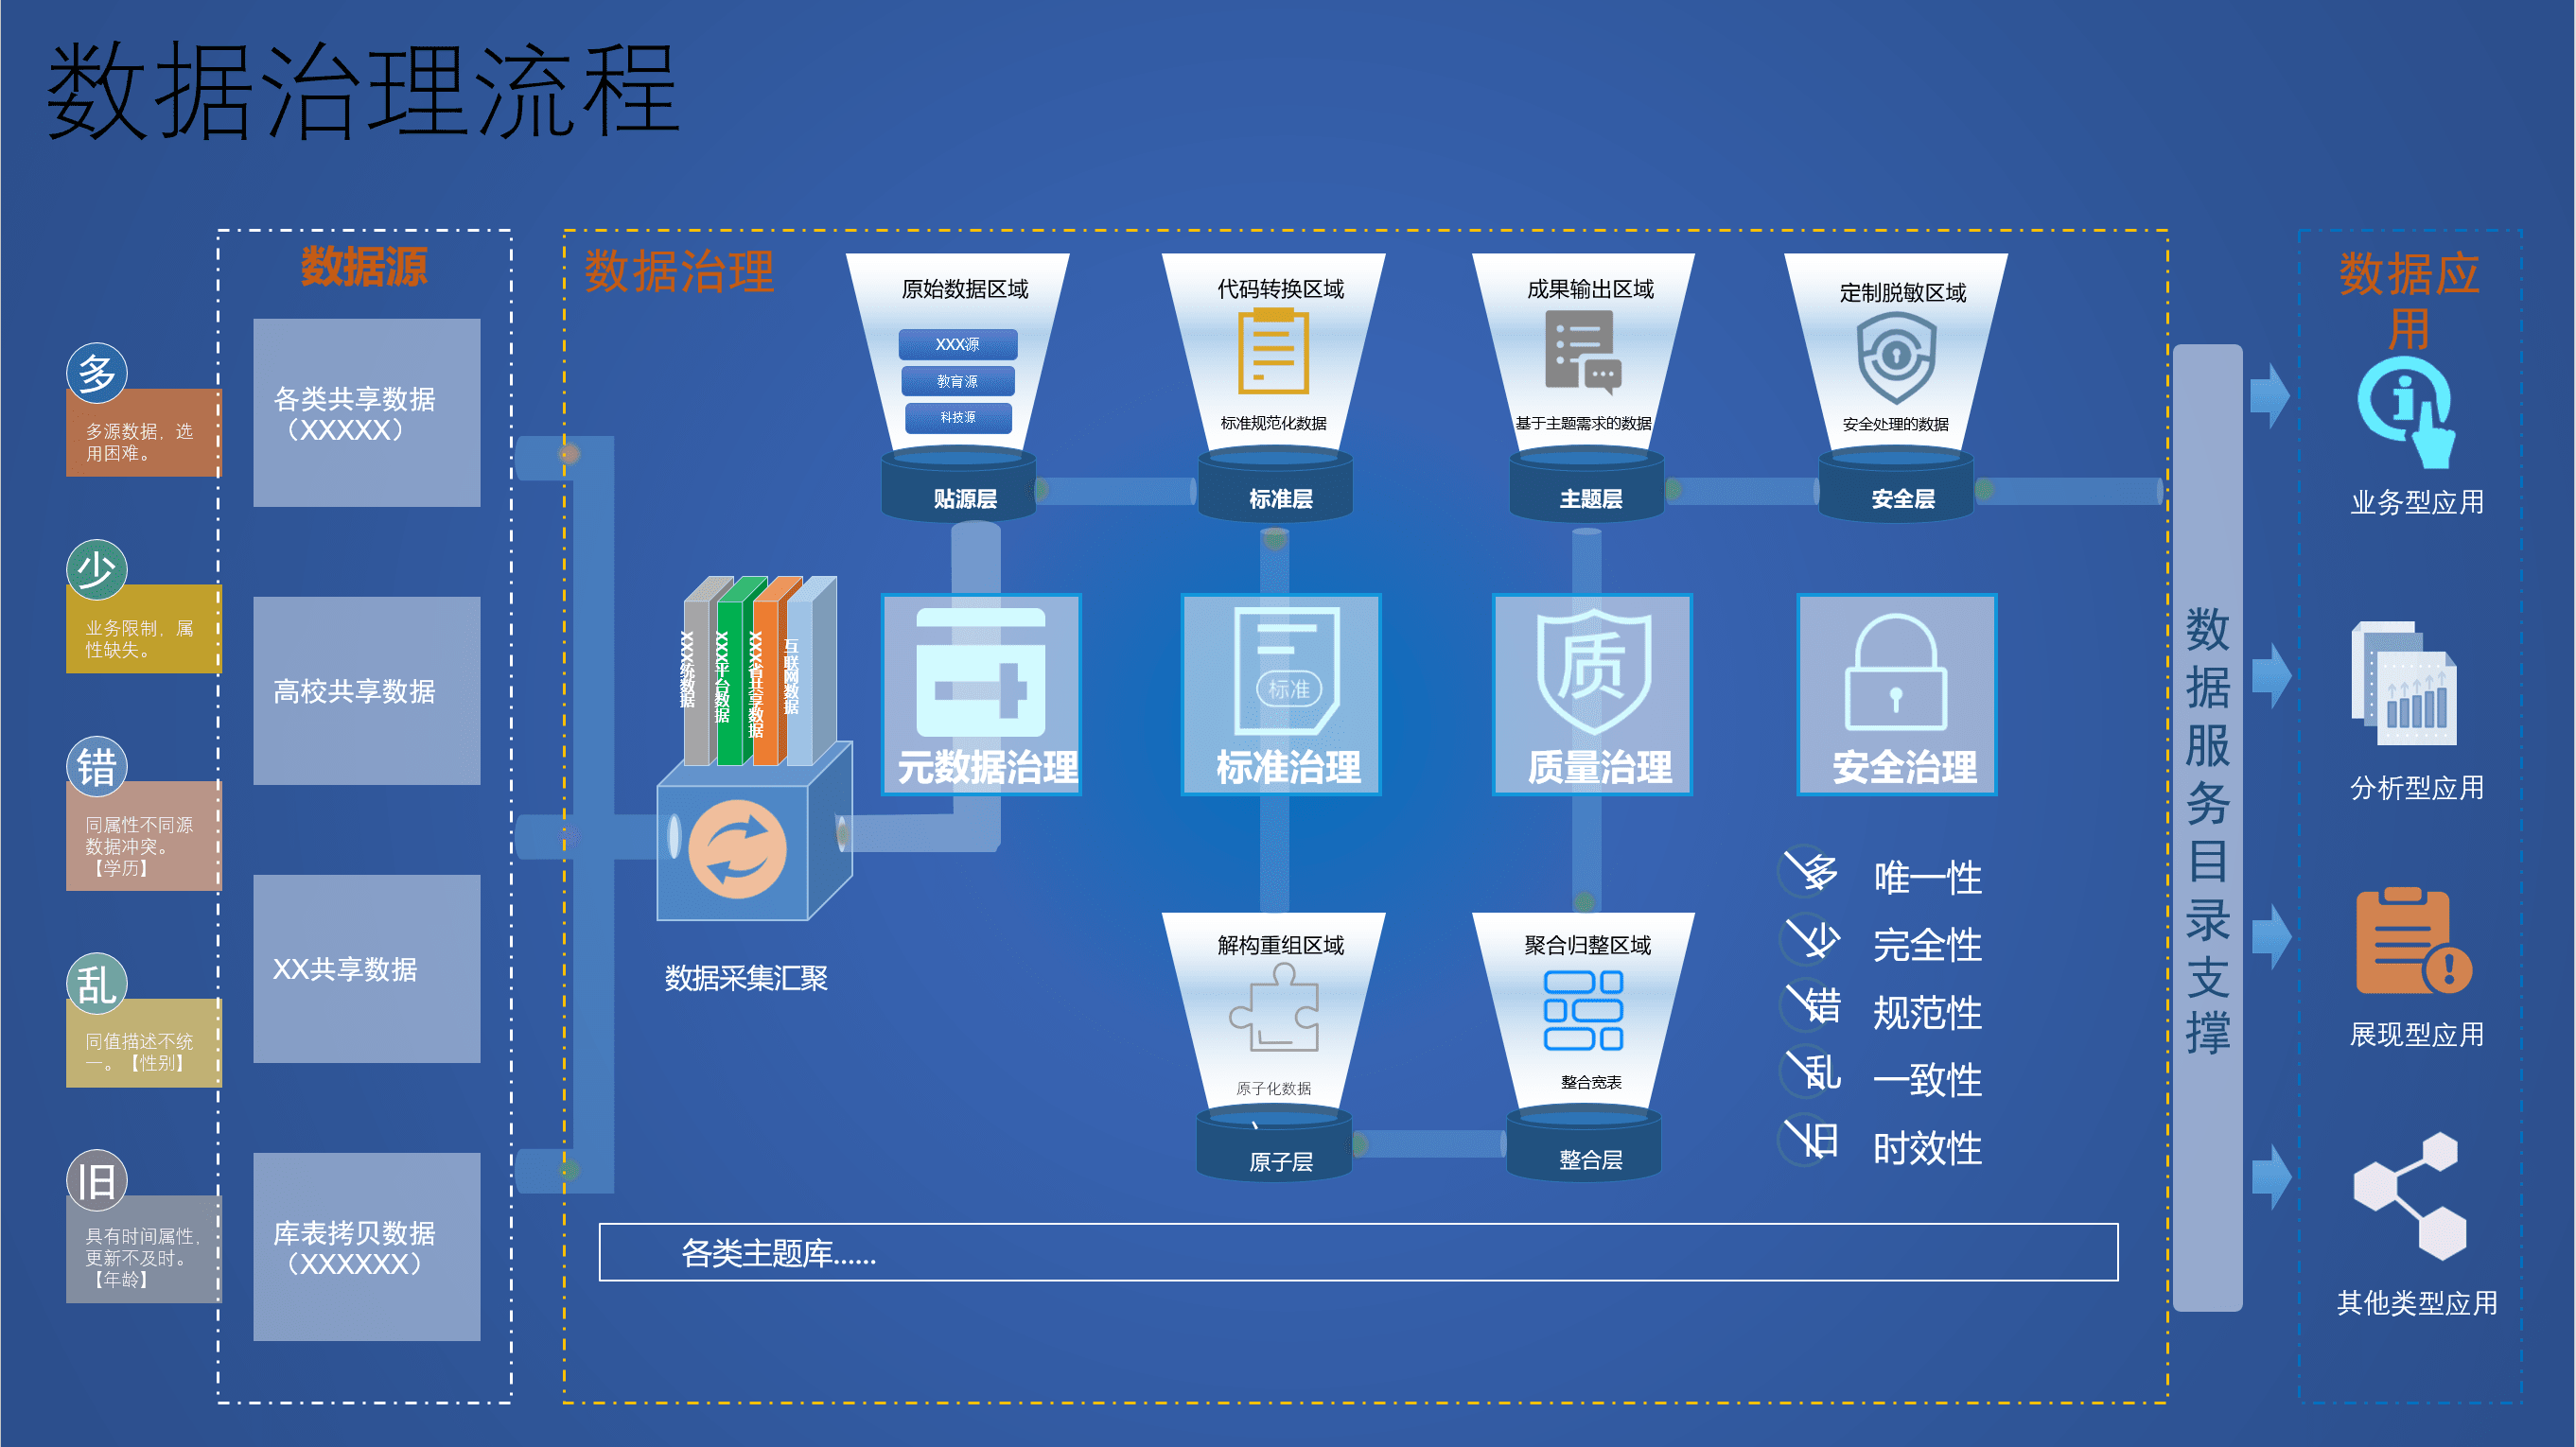 数据治理流程
多
多源数据，选
用困难。
少
业务限制，属
性缺失。
错
同属性不同源
数据冲突。
【学历】
乱
同值描述不统
一。【性别】
旧
具有时间属性，
更新不及时。
【年龄】
数据源
各类共享数据
（XXXXX）
高校共享数据
XX共享数据
库表拷贝数据
（XXXXXX）
数据治理
原始数据区域
XXX源
教育源
科技源
贴源层
代码转换区域
标准规范化数据
标准层
成果输出区域
基于主题需求的数据
主题层
定制脱敏区域
安全处理的数据
安全层
XXX统数据
XXX平台数据
XXX省共享数据
互联网数据
数据采集汇聚
元数据治理
标准
标准治理
质
质量治理
安全治理
解构重组区域
原子化数据
、
原子层
聚合归整区域
整合宽表
整合层
多 唯一性
少 完全性
错 规范性
乱 一致性
旧 时效性
各类主题库......
数据服务目录支撑
数据应
用
业务型应用
分析型应用
展现型应用
其他类型应用